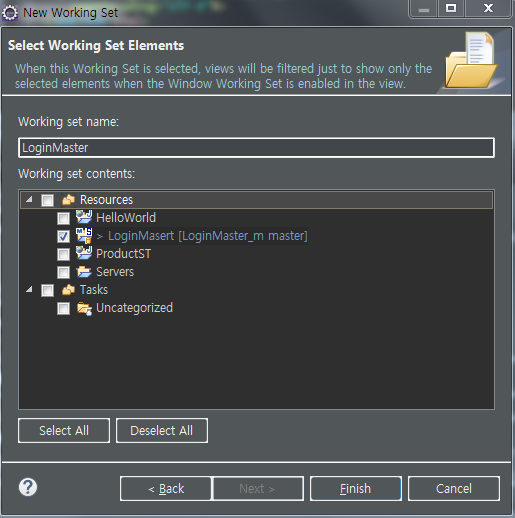 New Working Set
Select Working Set Elements
When this Working Set is selected, views will be filtered just to show only the
selected elements when the Window Working Set is enabled in the view.
Working set name:
LoginMaster
Working set contents:
Resources
HelloWorld
> LoginMasert [LoginMaster_m master]
ProductST
Servers
Tasks
Uncategorized
Select All
Deselect All
< Back
Next >
Finish
Cancel